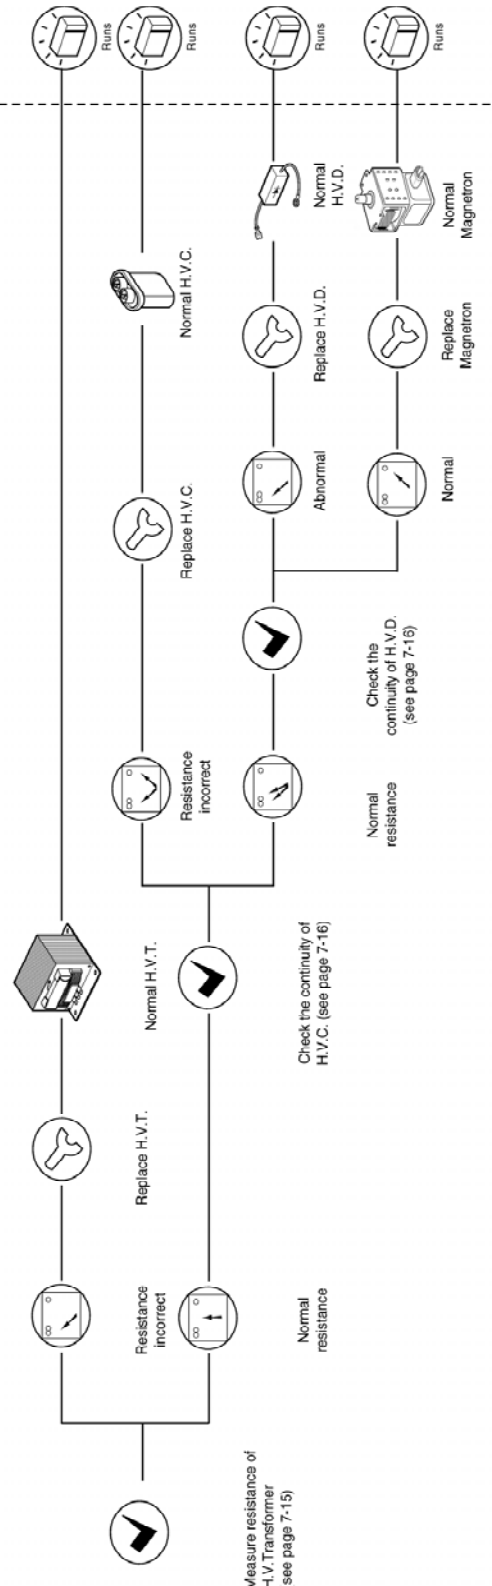 Measure resistance of
H.V.Transformer
see page 7-15)
Resistance
incorrect
Normal
resistance
Replace H.V.T.
Normal H.V.T.
Check the continuity of
H.V.C. (see page 7-16)
Resistance
incorrect
Normal
resistance
Replace H.V.C.
Normal H.V.C.
Check the
continuity of H.V.D.
(see page 7-16)
Abnormal
Normal
Replace H.V.D.
Replace
Magnetron
Normal
H.V.D.
Normal
Magnetron
Runs
Runs
Runs
Runs